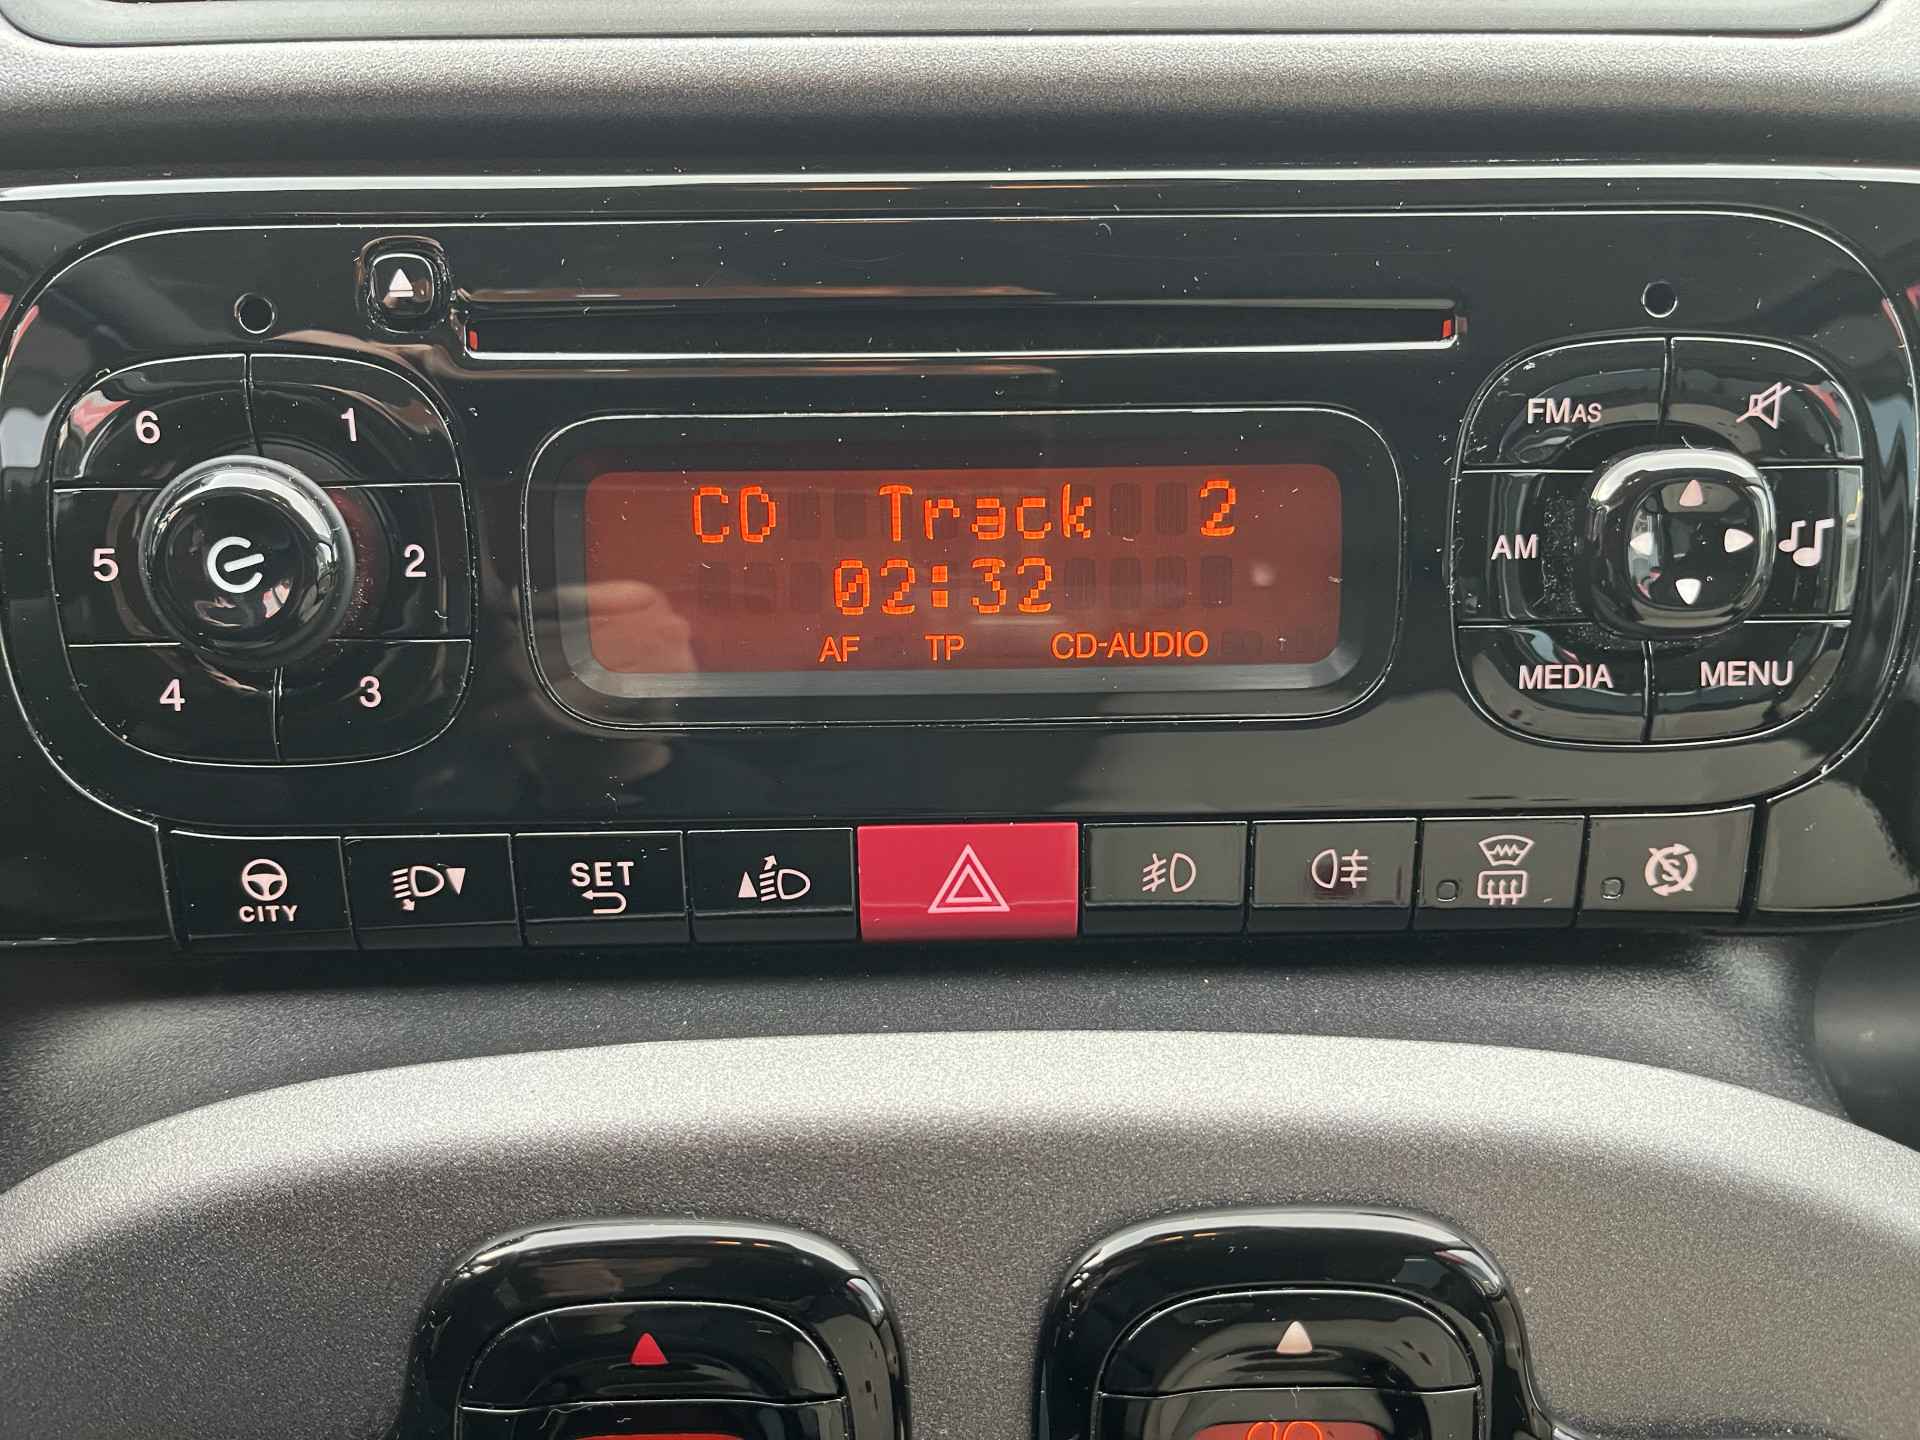 6 1
5 2
4 3
CD Track 2
02:32
AF TP CD-AUDIO
FMAS
AM
MEDIA MENU
CITY
SET
S